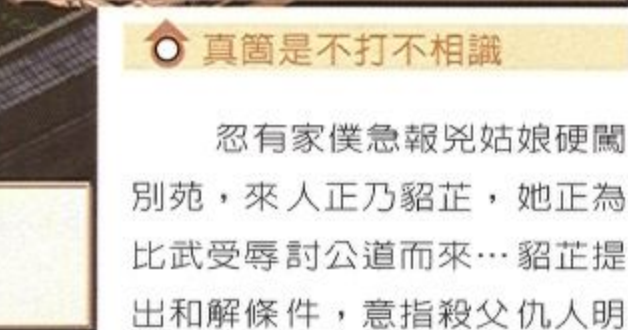 真箇是不打不相識
忍有家僕急報兇姑娘硬闖
別苑，來人正乃貂芷，她正為
比武受辱討公道而來…貂芷提
出和解條件，意指殺父仇人明